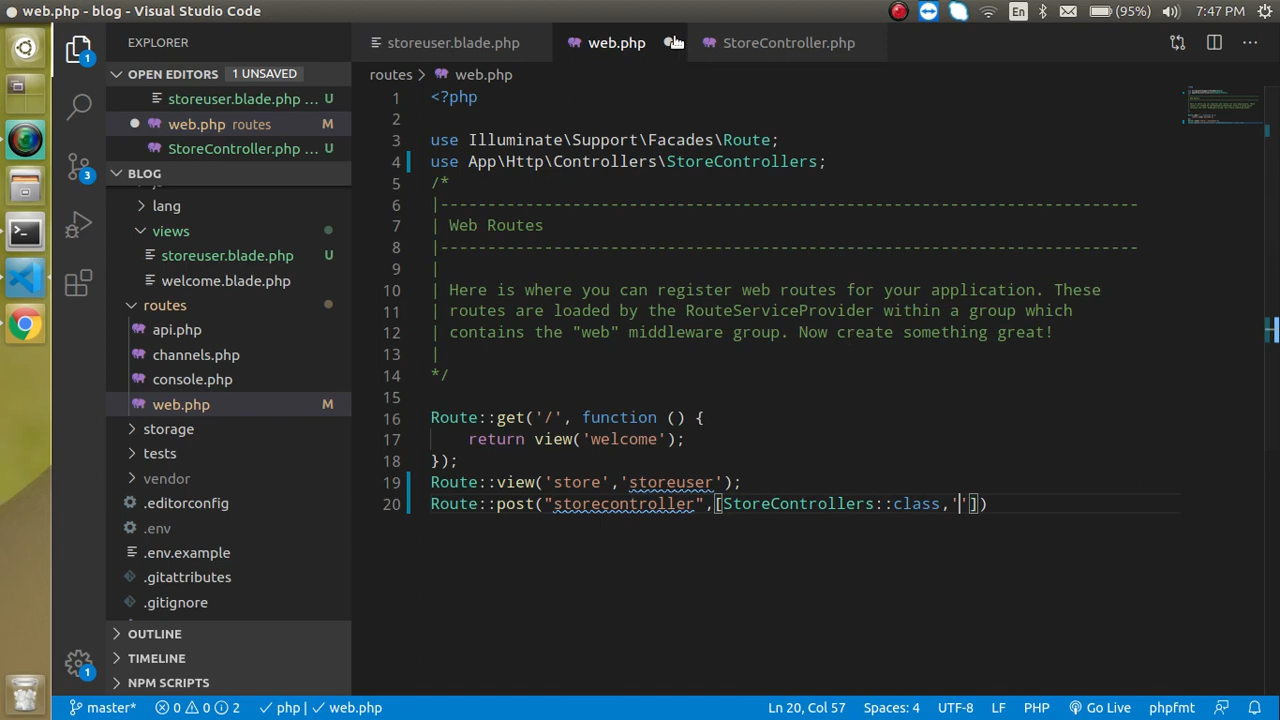 web.php - blog - Visual Studio Code
En
(95%)
7:47 PM
EXPLORER
storeuser.blade.php
web.php
StoreController.php
OPEN EDITORS
1 UNSAVED
storeuser.blade.php ... U
web.php routes M
StoreController.php ... U
BLOG
lang
views
storeuser.blade.php U
welcome.blade.php
routes
api.php
channels.php
console.php
web.php M
storage
tests
vendor
.editorconfig
.env
.env.example
.gitattributes
.gitignore
OUTLINE
TIMELINE
NPM SCRIPTS
1
3
1
routes > web.php
1 <?php
2
3 use Illuminate\Support\Facades\Route;
4 use App\Http\Controllers\StoreControllers;
5 /*
6 |--------------------------------------------------------------------------
7 | Web Routes
8 |--------------------------------------------------------------------------
9 |
10 | Here is where you can register web routes for your application. These
11 | routes are loaded by the RouteServiceProvider within a group which
12 | contains the "web" middleware group. Now create something great!
13 |
14 */
15
16 Route::get('/', function () {
17     return view('welcome');
18 });
19 Route::view('store','storeuser');
20 Route::post("storecontroller",[StoreControllers::class,''])
master*
0
0
2
php
web.php
Ln 20, Col 57
Spaces: 4
UTF-8
LF
PHP
Go Live
phpfmt